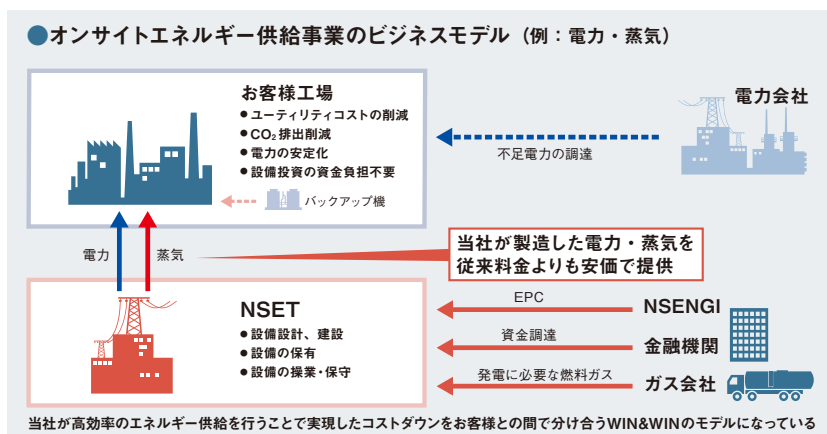 ●オンサイトエネルギー供給事業のビジネスモデル（例：電力・蒸気）
お客様工場
●ユーティリティコストの削減
●CO₂排出削減
●電力の安定化
●設備投資の資金負担不要
バックアップ機
電力会社
不足電力の調達
電力
蒸気
当社が製造した電力・蒸気を
従来料金よりも安価で提供
NSET
●設備設計、建設
●設備の保有
●設備の操業・保守
EPC
NSENGI
資金調達
金融機関
発電に必要な燃料ガス
ガス会社
当社が高効率のエネルギー供給を行うことで実現したコストダウンをお客様との間で分け合うWIN&WINのモデルになっている